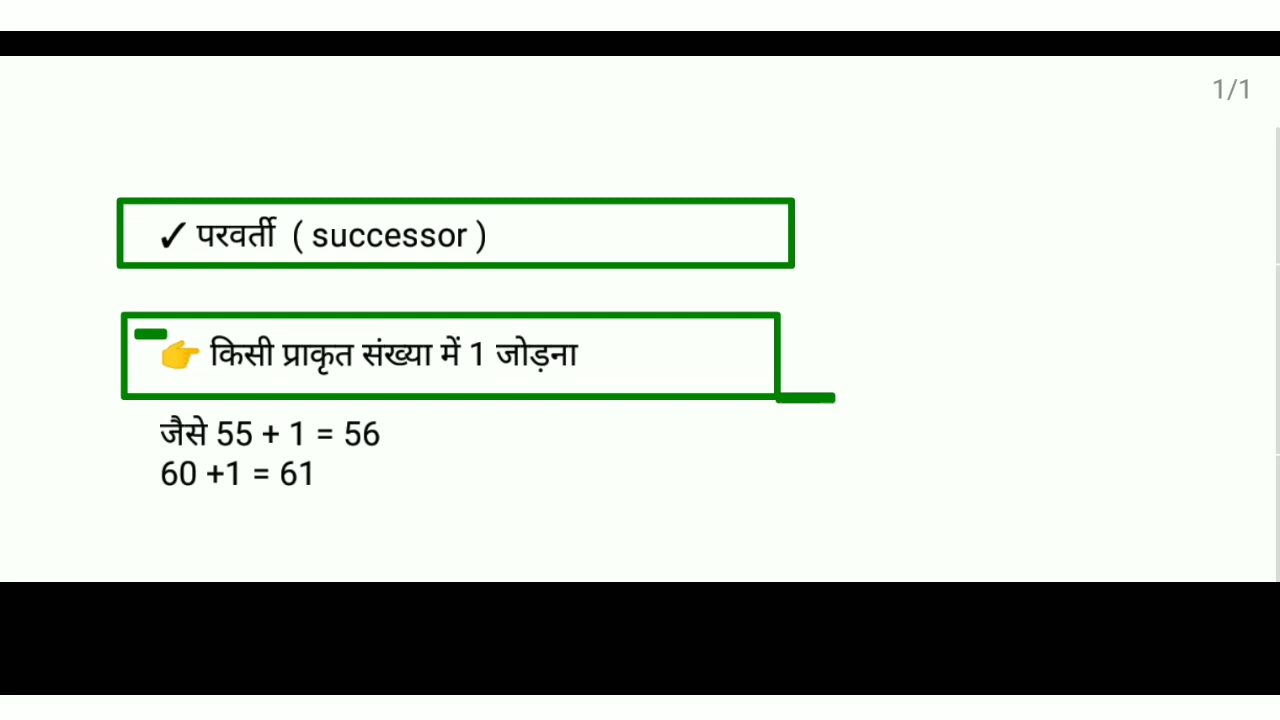 1/1
✓ परवर्ती ( successor )
👉 किसी प्राकृत संख्या में 1 जोड़ना
जैसे 55 + 1 = 56
60 +1 = 61